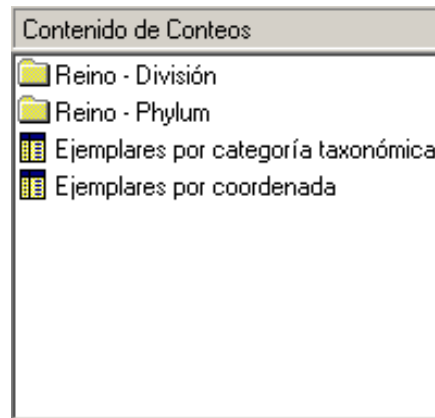 Contenido de Conteos
Reino - División
Reino - Phylum
Ejemplares por categoría taxonómica
Ejemplares por coordenada